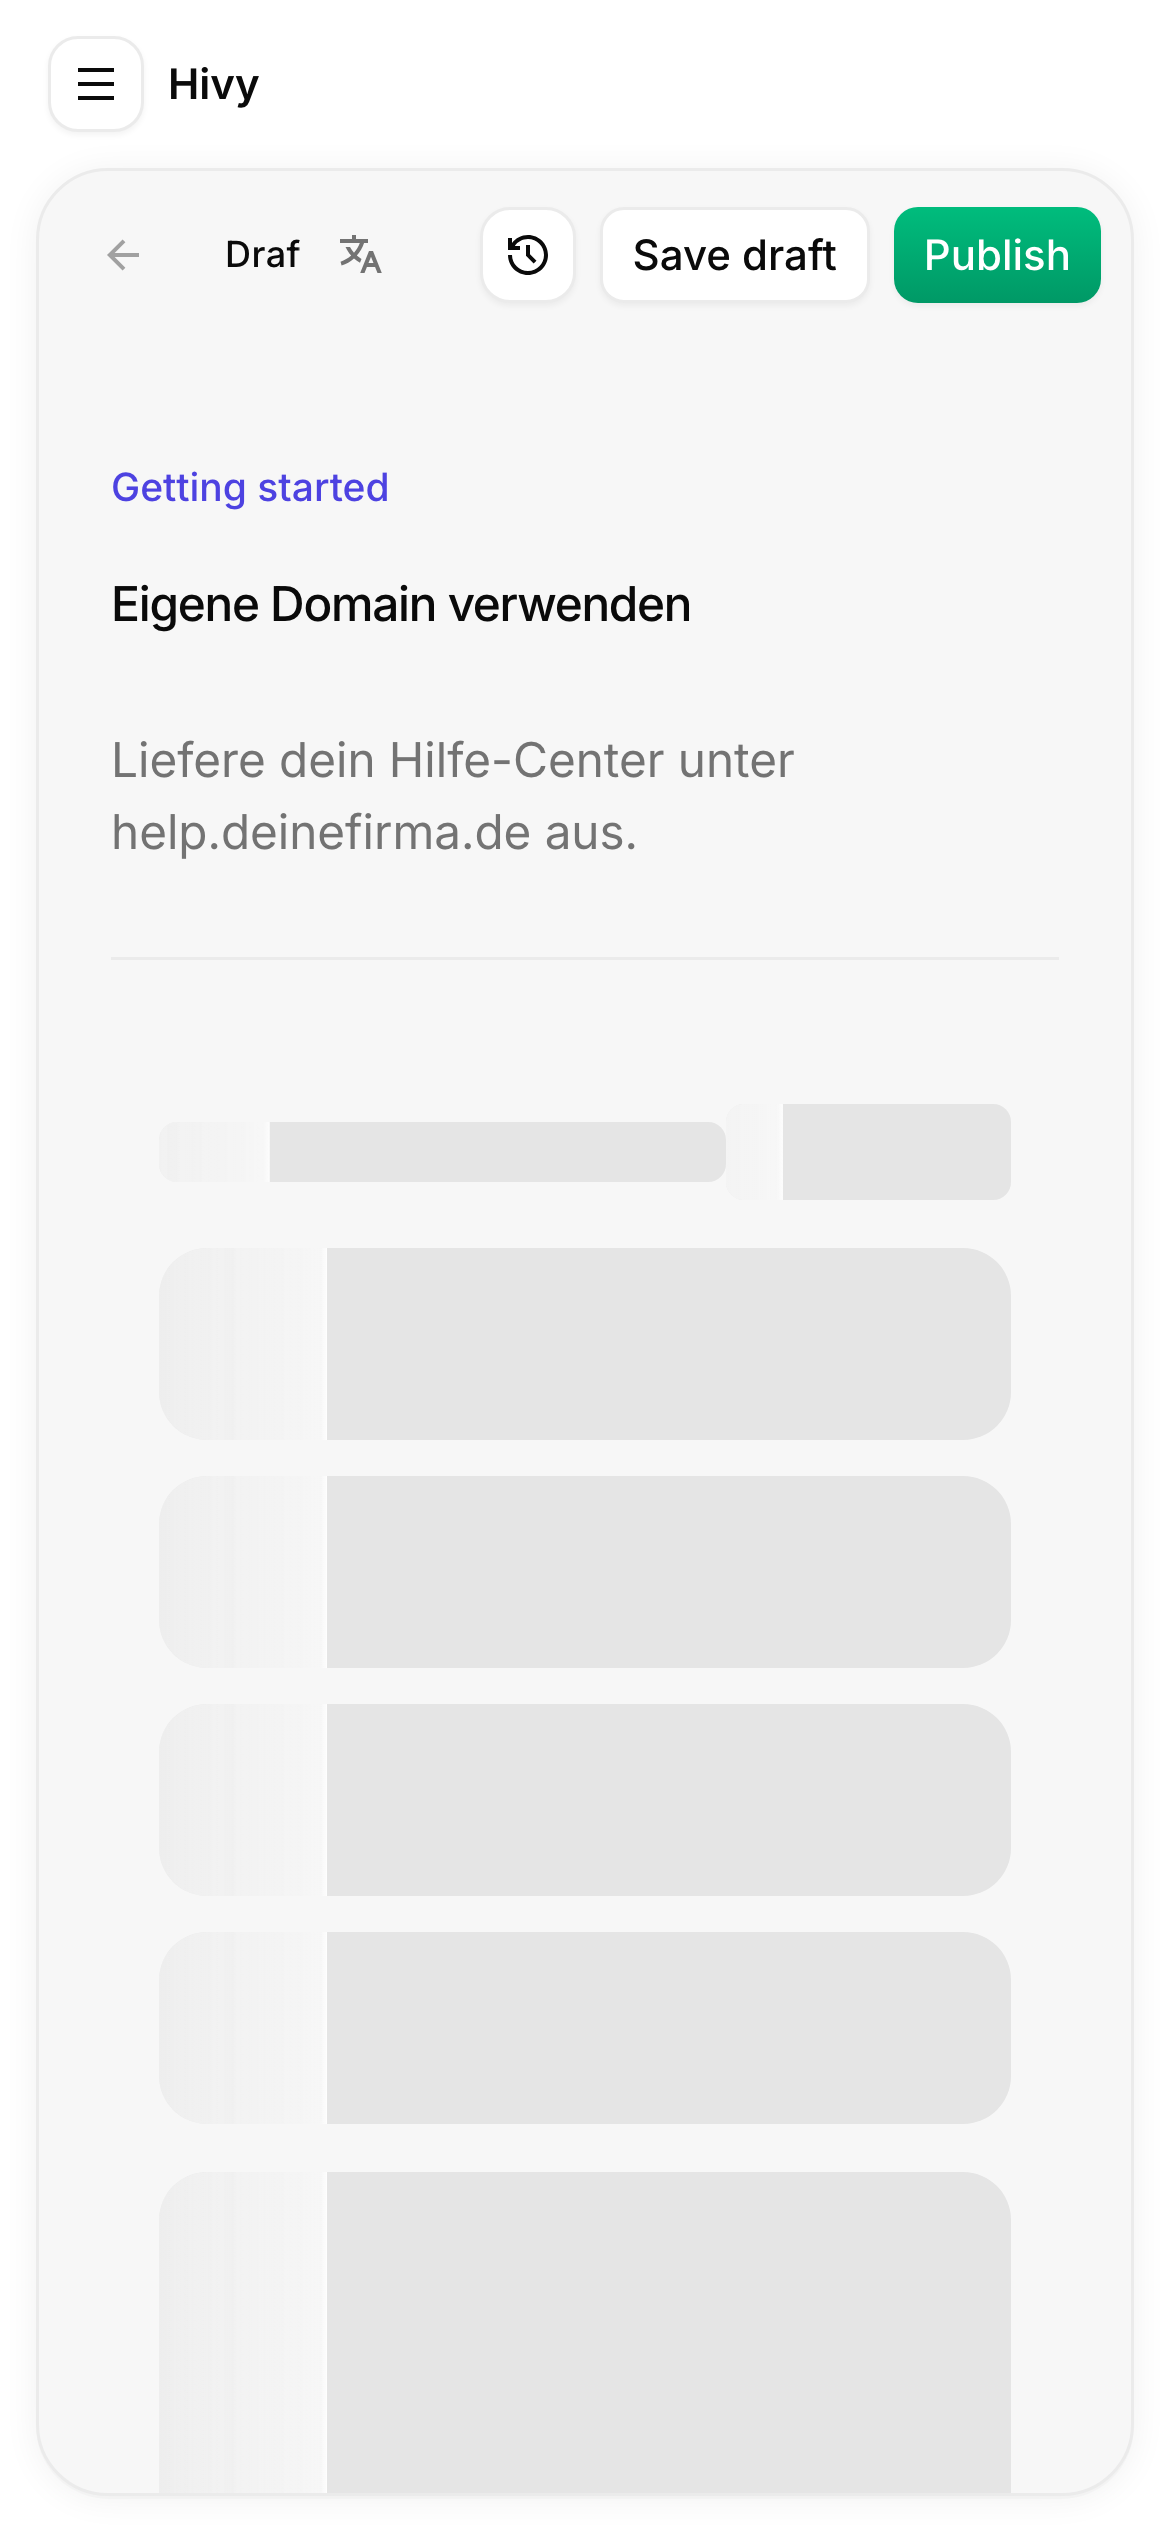 Hivy
Draf
Save draft
Publish
Getting started
Eigene Domain verwenden
Liefere dein Hilfe-Center unter
help.deinefirma.de aus.